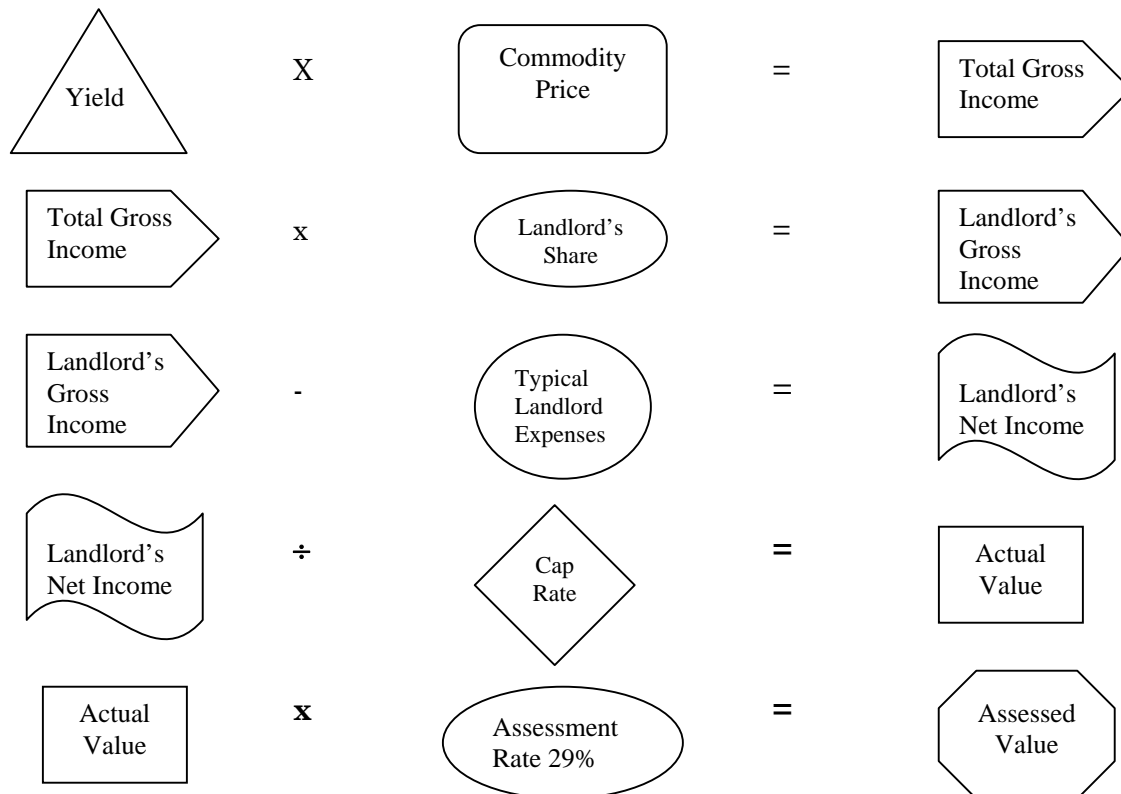 Yield
X
Commodity
Price
=
Total Gross
Income
Total Gross
Income
x
Landlord’s
Share
=
Landlord’s
Gross
Income
Landlord’s
Gross
Income
-
Typical
Landlord
Expenses
=
Landlord’s
Net Income
Landlord’s
Net Income
÷
Cap
Rate
=
Actual
Value
Actual
Value
x
Assessment
Rate 29%
=
Assessed
Value